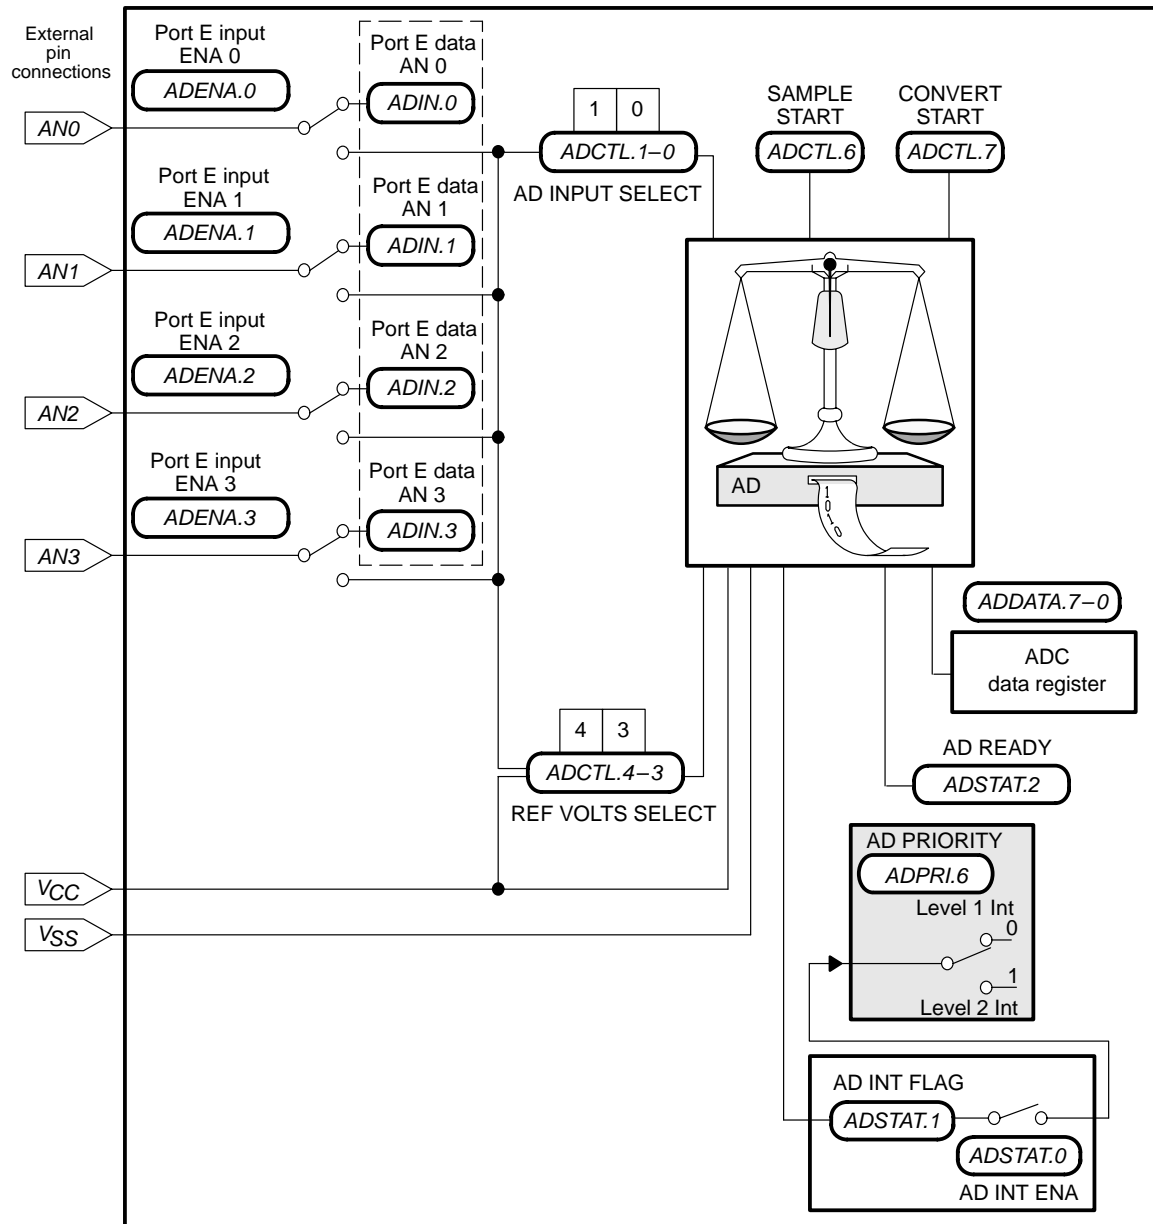 External
pin
connections
Port E input
ENA 0
ADENA.0
Port E data
AN 0
ADIN.0
AN0
1 0
ADCTL.1–0
AD INPUT SELECT
SAMPLE
START
ADCTL.6
CONVERT
START
ADCTL.7
Port E input
ENA 1
ADENA.1
Port E data
AN 1
ADIN.1
AN1
Port E input
ENA 2
ADENA.2
Port E data
AN 2
ADIN.2
AN2
Port E input
ENA 3
ADENA.3
Port E data
AN 3
ADIN.3
AN3
AD
1
0
1
0
ADDATA.7–0
ADC
data register
4 3
ADCTL.4–3
REF VOLTS SELECT
AD READY
ADSTAT.2
VCC
VSS
AD PRIORITY
ADPRI.6
Level 1 Int
0
1
Level 2 Int
AD INT FLAG
ADSTAT.1
ADSTAT.0
AD INT ENA